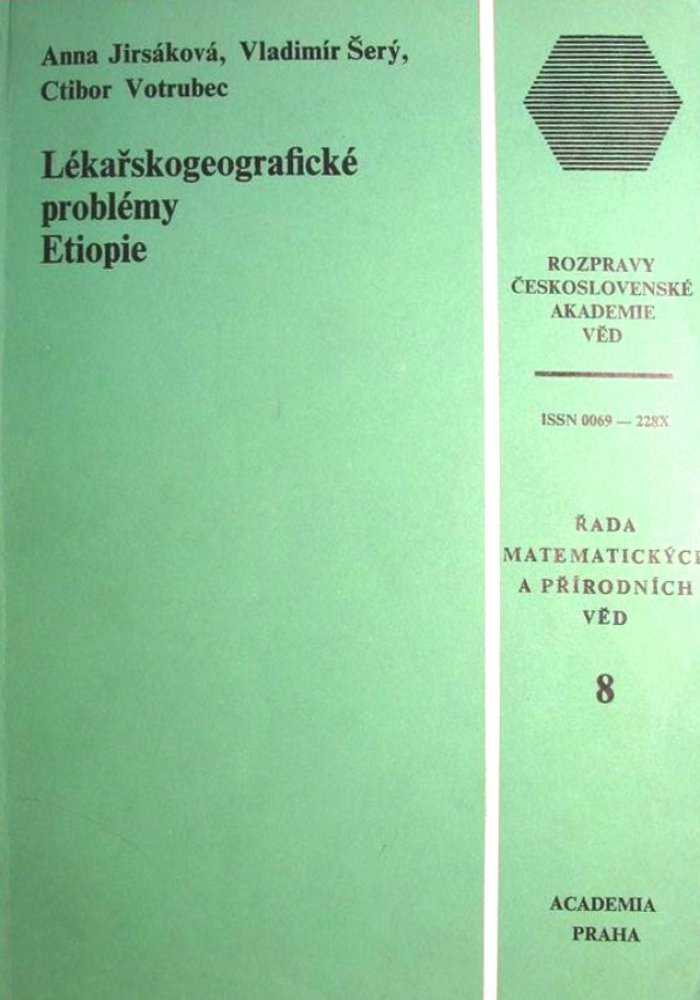 Anna Jirsáková, Vladimír Šerý,
Ctibor Votrubec
Lékařskogeografické
problémy
Etiopie
ROZPRAVY
ČESKOSLOVENSKÉ
AKADEMIE
VĚD
ISSN 0069 — 228X
ŘADA
MATEMATICKÝC
A PŘÍRODNÍCH
VĚD
8
ACADEMIA
PRAHA